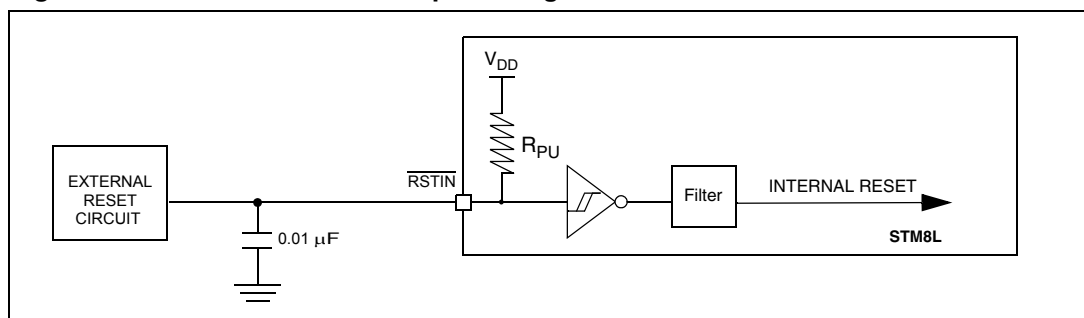 V_DD
R_PU
EXTERNAL
RESET
CIRCUIT
RSTIN
Filter
INTERNAL RESET
STM8L
0.01 µF